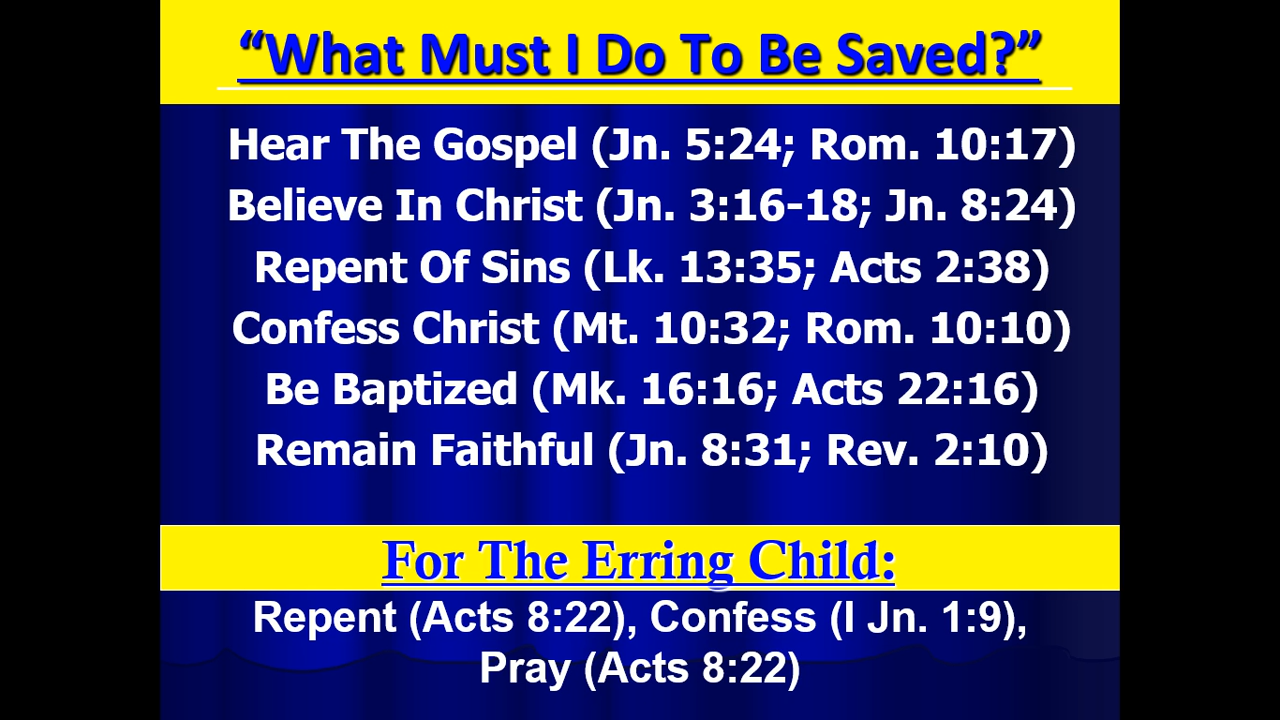 “What Must I Do To Be Saved?”
Hear The Gospel (Jn. 5:24; Rom. 10:17)
Believe In Christ (Jn. 3:16-18; Jn. 8:24)
Repent Of Sins (Lk. 13:35; Acts 2:38)
Confess Christ (Mt. 10:32; Rom. 10:10)
Be Baptized (Mk. 16:16; Acts 22:16)
Remain Faithful (Jn. 8:31; Rev. 2:10)
For The Erring Child:
Repent (Acts 8:22), Confess (I Jn. 1:9),
Pray (Acts 8:22)